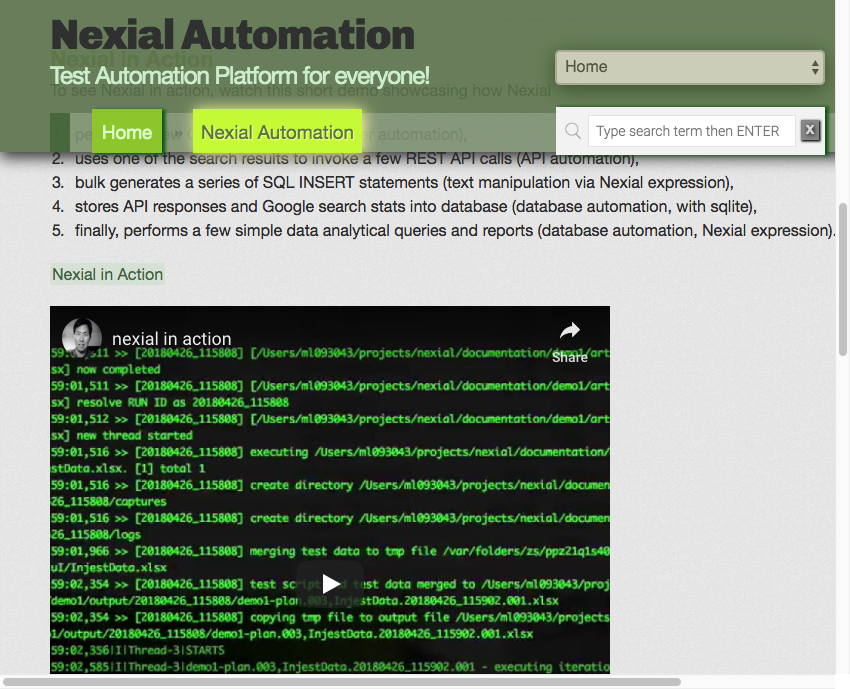 Nexial Automation
Nexial in Action
Test Automation Platform for everyone!
To see Nexial in action, watch this short demo showcasing how Nexial
Home
Home
»
Nexial Automation
automation),
Type search term then ENTER
X
2. uses one of the search results to invoke a few REST API calls (API automation),
3. bulk generates a series of SQL INSERT statements (text manipulation via Nexial expression),
4. stores API responses and Google search stats into database (database automation, with sqlite),
5. finally, performs a few simple data analytical queries and reports (database automation, Nexial expression).
Nexial in Action
nexial in action
Share
59:01,511 >> [20180426_115808] [/Users/ml093043/projects/nexial/documentation/demo1/art
sx] now completed
59:01,511 >> [20180426_115808] resolve RUN ID as 20180426_115808
59:01,512 >> [20180426_115808] [/Users/ml093043/projects/nexial/documentation/demo1/art
sx] new thread started
59:01,516 >> [20180426_115808] executing /Users/ml093043/projects/nexial/documentation/
stData.xlsx. [1] total 1
59:01,516 >> [20180426_115808] create directory /Users/ml093043/projects/nexial/documen
26_115808/captures
59:01,516 >> [20180426_115808] create directory /Users/ml093043/projects/nexial/documen
26_115808/logs
59:01,966 >> [20180426_115808] merging test data to tmp file /var/folders/zs/ppz21q1s40
uI/InjestData.xlsx
59:02,354 >> [20180426_115808] test script and test data merged to /Users/ml093043/proj
demo1/output/20180426_115808/demo1-plan.003,InjestData.20180426_115902.001.xlsx
59:02,354 >> [20180426_115808] copying tmp file to output file /Users/ml093043/projects
1/output/20180426_115808/demo1-plan.003,InjestData.20180426_115902.001.xlsx
59:02,356|I|Thread-3|STARTS
59:02,585|I|Thread-3|demo1-plan.003,InjestData.20180426_115902.001 - executing iteratio